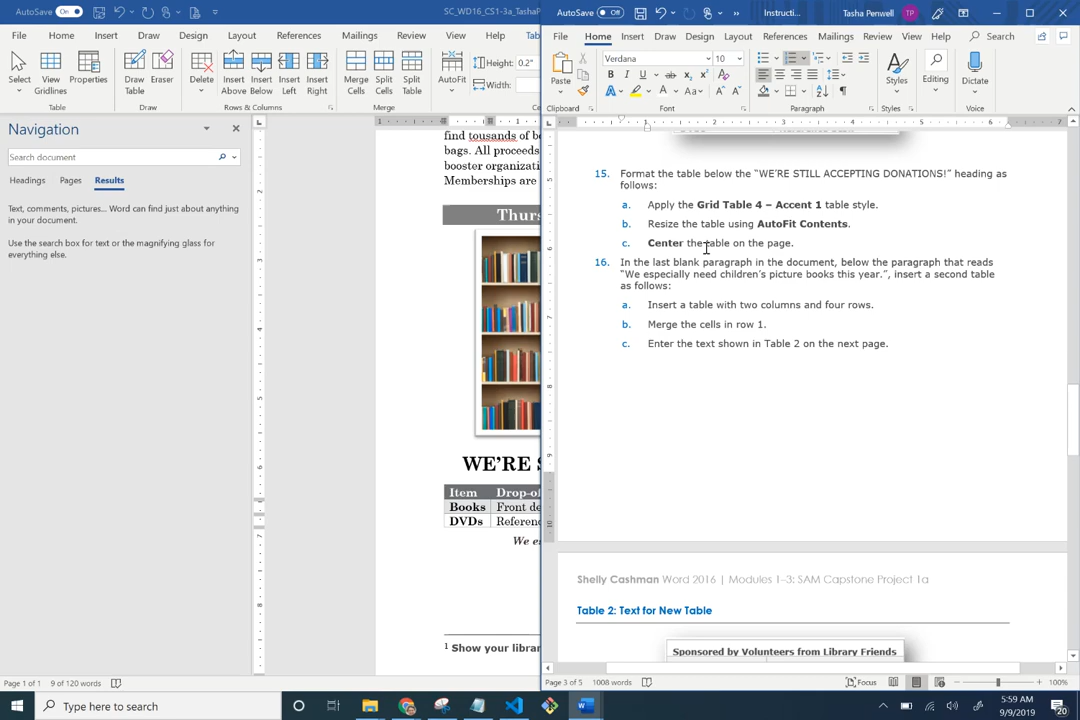 AutoSave On
SC_WD16_CS1-3a_TashaP
File Home Insert Draw Design Layout References Mailings Review View Help Tab
Select
View Gridlines
Properties
Draw Table
Eraser
Delete
Insert Above
Insert Below
Insert Left
Insert Right
Merge Cells
Split Cells
Split Table
AutoFit
Height: 0.2"
Width:
Table Draw Rows & Columns Merge Ce
Navigation
Search document
Headings Pages Results
Text, comments, pictures... Word can find just about anything
in your document.
Use the search box for text or the magnifying glass for
everything else.
find tousands of bo
bags. All proceeds
booster organizati
Memberships are
Thurs
WE'RE S
Item Drop-of
Books Front de
DVDs Referenc
We es
1 Show your librar
Page 1 of 1 9 of 120 words
AutoSave Off
Instructi...
Tasha Penwell TP
File Home Insert Draw Design Layout References Mailings Review View Help Search
Paste
Verdana 10
Styles
Editing
Dictate
Clipboard Font Paragraph Styles Voice
15. Format the table below the "WE'RE STILL ACCEPTING DONATIONS!" heading as
follows:
a. Apply the Grid Table 4 – Accent 1 table style.
b. Resize the table using AutoFit Contents.
c. Center the table on the page.
16. In the last blank paragraph in the document, below the paragraph that reads
"We especially need children's picture books this year.", insert a second table
as follows:
a. Insert a table with two columns and four rows.
b. Merge the cells in row 1.
c. Enter the text shown in Table 2 on the next page.
Shelly Cashman Word 2016 | Modules 1–3: SAM Capstone Project 1a
Table 2: Text for New Table
Sponsored by Volunteers from Library Friends
Page 3 of 5 1008 words
Focus
100%
Type here to search
5:59 AM
9/9/2019
20